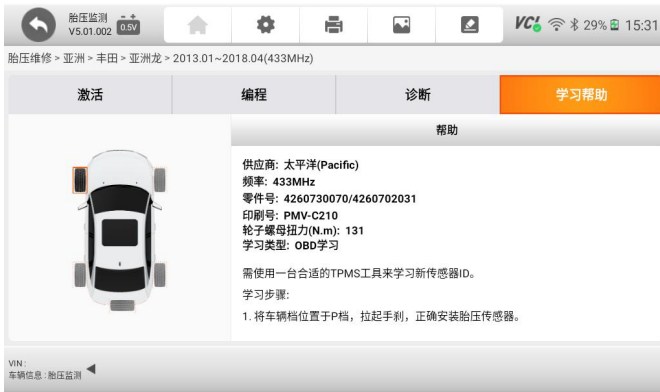 胎压监测
V5.01.002 0.5V
VCI 29% 15:31
胎压维修 > 亚洲 > 丰田 > 亚洲龙 > 2013.01~2018.04(433MHz)
激活 编程 诊断 学习帮助
帮助
供应商: 太平洋(Pacific)
频率: 433MHz
零件号: 4260730070/4260702031
印刷号: PMV-C210
轮子螺母扭力(N.m): 131
学习类型: OBD学习
需使用一台合适的TPMS工具来学习新传感器ID。
学习步骤:
1. 将车辆档位置于P档，拉起手刹，正确安装胎压传感器。
VIN :
车辆信息 : 胎压监测